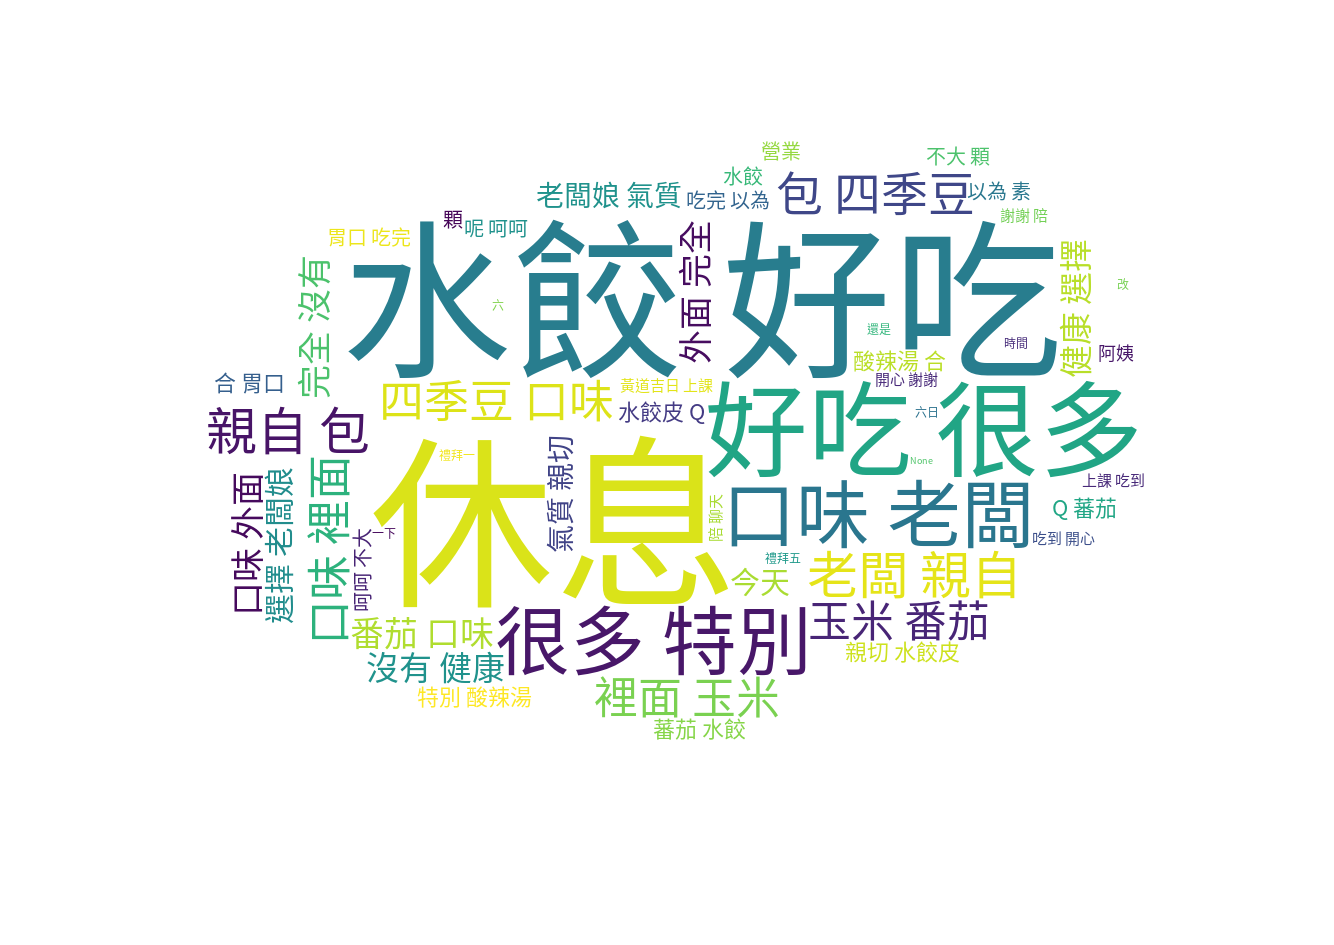 營業
不大 顆
水餃
包 四季豆
以為 素
老闆娘 氣質
吃完 以為
謝謝 陪
顆
呢 呵呵
胃口 吃完
水餃 好吃
外面 完全
健康 選擇
完全 沒有
改
六
還是
時間
阿姨
酸辣湯 合
開心 謝謝
合 胃口
四季豆 口味
黃道吉日 上課
水餃皮 Q
好吃 很多
六日
親自 包
休息
禮拜一
氣質 親切
None
上課 吃到
口味 外面
選擇 老闆娘
口味 裡面
呵呵 不大
一下
陪 聊天
口味 老闆
Q 蕃茄
吃到 開心
禮拜五
今天
老闆 親自
很多 特別
玉米 番茄
番茄 口味
親切 水餃皮
沒有 健康
特別 酸辣湯
裡面 玉米
蕃茄 水餃